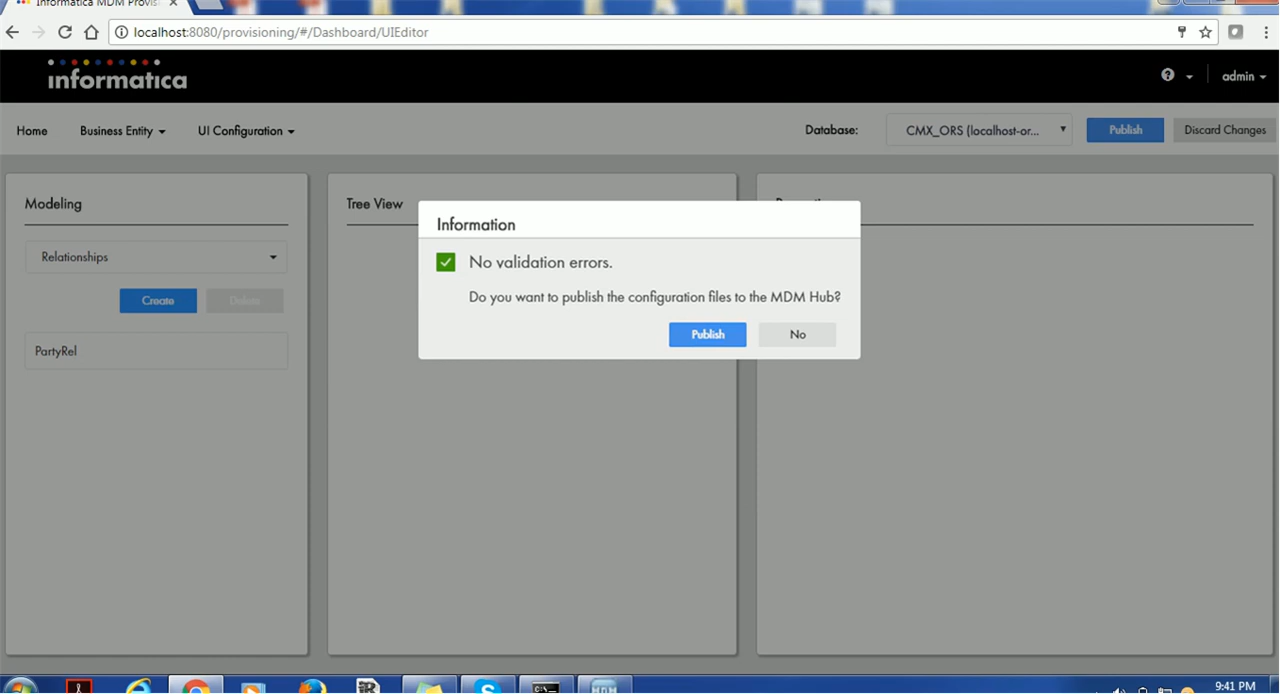 Informatica MDM Provis
localhost:8080/provisioning/#/Dashboard/UIEditor
informatica
admin
Home Business Entity UI Configuration Database: CMX_ORS (localhost-or... Publish Discard Changes
Modeling
Tree View
Information
Relationships
No validation errors.
Do you want to publish the configuration files to the MDM Hub?
Create Delete
Publish No
PartyRel
9:41 PM